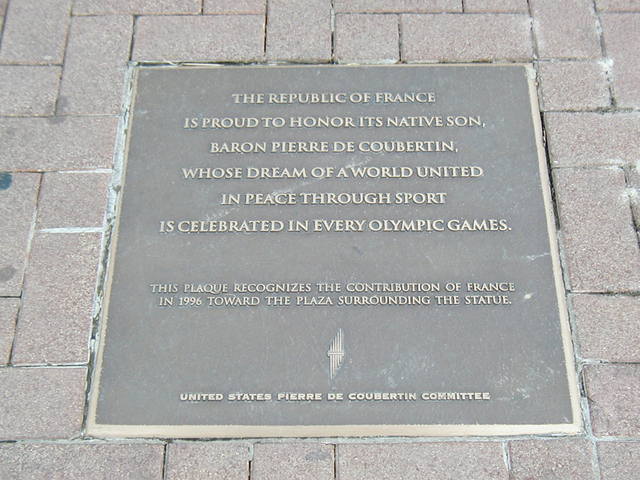 THE REPUBLIC OF FRANCE
IS PROUD TO HONOR ITS NATIVE SON,
BARON PIERRE DE COUBERTIN,
WHOSE DREAM OF A WORLD UNITED
IN PEACE THROUGH SPORT
IS CELEBRATED IN EVERY OLYMPIC GAMES.
THIS PLAQUE RECOGNIZES THE CONTRIBUTION OF FRANCE
IN 1996 TOWARD THE PLAZA SURROUNDING THE STATUE.
UNITED STATES PIERRE DE COUBERTIN COMMITTEE